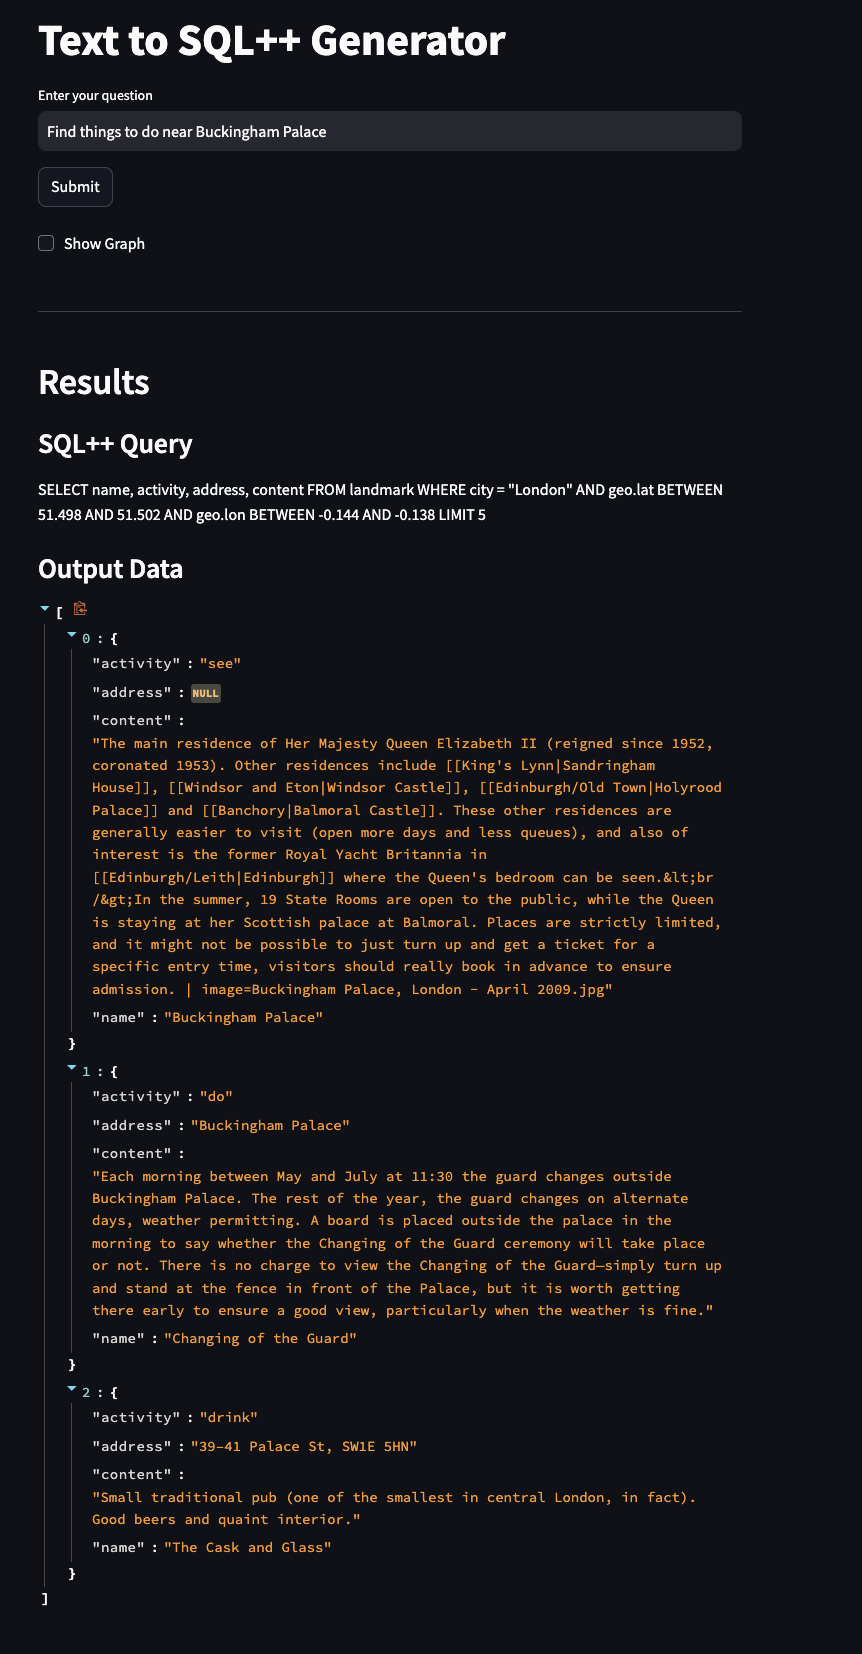 Text to SQL++ Generator
Enter your question
Find things to do near Buckingham Palace
Submit
Show Graph
Results
SQL++ Query
SELECT name, activity, address, content FROM landmark WHERE city = "London" AND geo.lat BETWEEN
51.498 AND 51.502 AND geo.lon BETWEEN -0.144 AND -0.138 LIMIT 5
Output Data
[
0 : {
"activity" : "see"
"address" : NULL
"content" :
"The main residence of Her Majesty Queen Elizabeth II (reigned since 1952,
coronated 1953). Other residences include [[King's Lynn|Sandringham
House]], [[Windsor and Eton|Windsor Castle]], [[Edinburgh/Old Town|Holyrood
Palace]] and [[Banchory|Balmoral Castle]]. These other residences are
generally easier to visit (open more days and less queues), and also of
interest is the former Royal Yacht Britannia in
[[Edinburgh/Leith|Edinburgh]] where the Queen's bedroom can be seen.&lt;br
/&gt;In the summer, 19 State Rooms are open to the public, while the Queen
is staying at her Scottish palace at Balmoral. Places are strictly limited,
and it might not be possible to just turn up and get a ticket for a
specific entry time, visitors should really book in advance to ensure
admission. | image=Buckingham Palace, London - April 2009.jpg"
"name" : "Buckingham Palace"
}
1 : {
"activity" : "do"
"address" : "Buckingham Palace"
"content" :
"Each morning between May and July at 11:30 the guard changes outside
Buckingham Palace. The rest of the year, the guard changes on alternate
days, weather permitting. A board is placed outside the palace in the
morning to say whether the Changing of the Guard ceremony will take place
or not. There is no charge to view the Changing of the Guard—simply turn up
and stand at the fence in front of the Palace, but it is worth getting
there early to ensure a good view, particularly when the weather is fine."
"name" : "Changing of the Guard"
}
2 : {
"activity" : "drink"
"address" : "39–41 Palace St, SW1E 5HN"
"content" :
"Small traditional pub (one of the smallest in central London, in fact).
Good beers and quaint interior."
"name" : "The Cask and Glass"
}
]